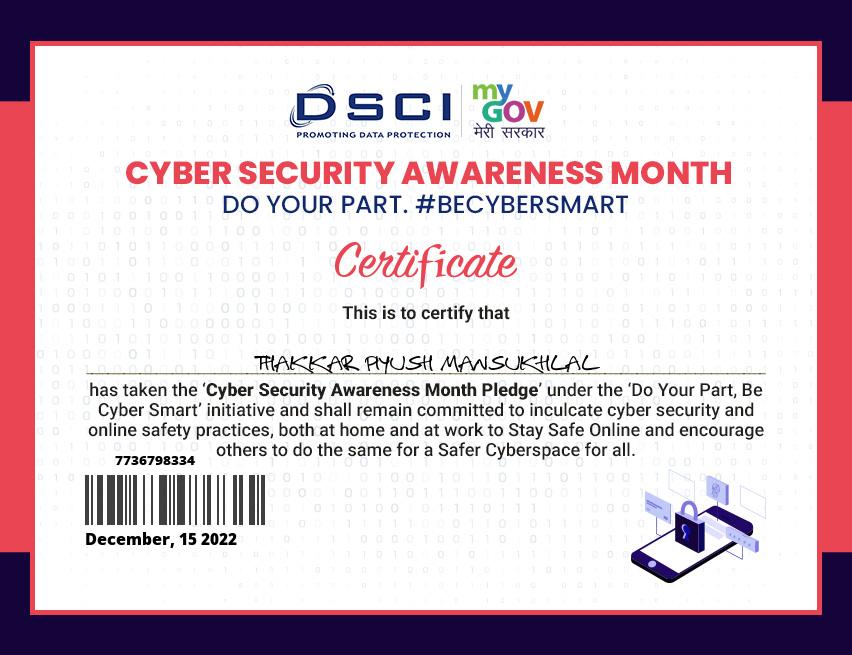 DSCI
PROMOTING DATA PROTECTION
my
GOV
मेरी सरकार
CYBER SECURITY AWARENESS MONTH
DO YOUR PART. #BECYBERSMART
Certificate
This is to certify that
THAKKAR PIYUSH MANSUKHLAL
has taken the ‘Cyber Security Awareness Month Pledge’ under the ‘Do Your Part, Be
Cyber Smart’ initiative and shall remain committed to inculcate cyber security and
online safety practices, both at home and at work to Stay Safe Online and encourage
others to do the same for a Safer Cyberspace for all.
7736798334
December, 15 2022